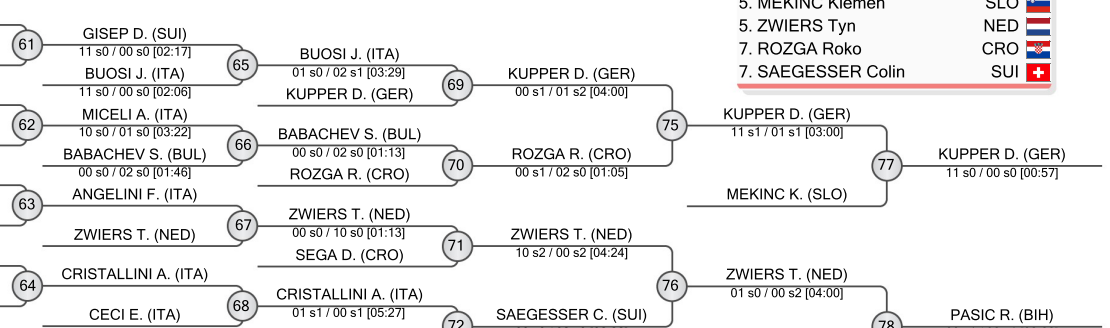 5. MEKINC Klemen SLO
5. ZWIERS Tyn NED
7. ROZGA Roko CRO
7. SAEGESSER Colin SUI
61
GISEP D. (SUI)
11 s0 / 00 s0 [02:17]
BUOSI J. (ITA)
11 s0 / 00 s0 [02:06]
62
MICELI A. (ITA)
10 s0 / 01 s0 [03:22]
BABACHEV S. (BUL)
00 s0 / 02 s0 [01:46]
63
ANGELINI F. (ITA)
ZWIERS T. (NED)
64
CRISTALLINI A. (ITA)
CECI E. (ITA)
65
BUOSI J. (ITA)
01 s0 / 02 s1 [03:29]
KUPPER D. (GER)
66
BABACHEV S. (BUL)
00 s0 / 02 s0 [01:13]
ROZGA R. (CRO)
67
ZWIERS T. (NED)
00 s0 / 10 s0 [01:13]
SEGA D. (CRO)
68
CRISTALLINI A. (ITA)
01 s1 / 00 s1 [05:27]
69
KUPPER D. (GER)
00 s1 / 01 s2 [04:00]
70
ROZGA R. (CRO)
00 s1 / 02 s0 [01:05]
71
ZWIERS T. (NED)
10 s2 / 00 s2 [04:24]
72
SAEGESSER C. (SUI)
75
KUPPER D. (GER)
11 s1 / 01 s1 [03:00]
MEKINC K. (SLO)
76
ZWIERS T. (NED)
01 s0 / 00 s2 [04:00]
77
KUPPER D. (GER)
11 s0 / 00 s0 [00:57]
78
PASIC R. (BIH)